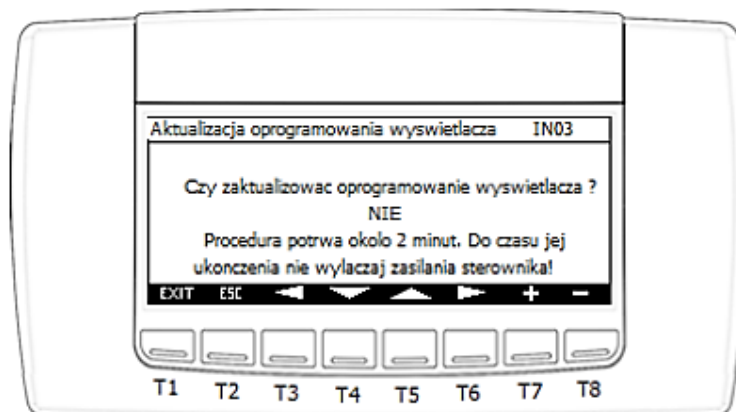 Aktualizacja oprogramowania wyswietlacza IN03
Czy zaktualizowac oprogramowanie wyswietlacza ?
NIE
Procedura potrwa okolo 2 minut. Do czasu jej
ukonczenia nie wylaczaj zasilania sterownika!
EXIT ESC + −
T1 T2 T3 T4 T5 T6 T7 T8